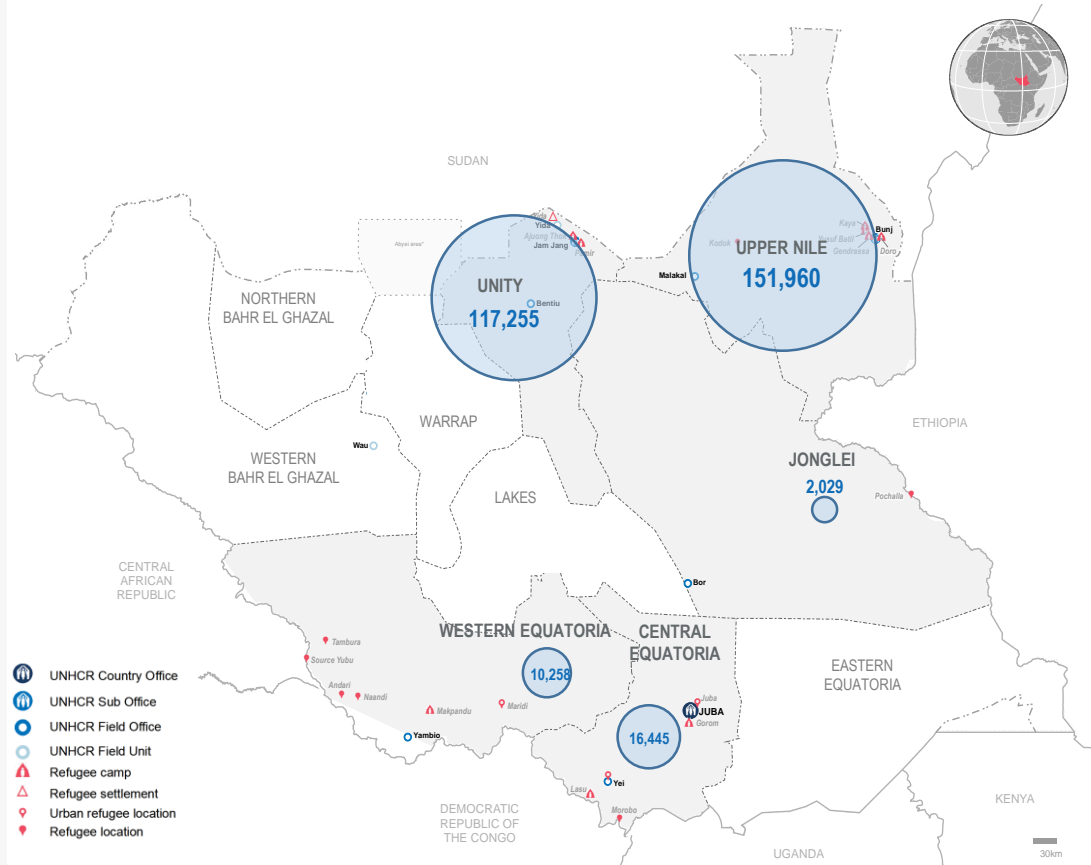 SUDAN
Kaya
Bunj
Yida
Yida
Ajuong Thok
Jam Jang
Pamir
Abyei area*
Kodok
UPPER NILE
Yusuf Batil
Gendrassa
Doro
151,960
Malakal
UNITY
117,255
Bentiu
NORTHERN
BAHR EL GHAZAL
WARRAP
ETHIOPIA
Wau
WESTERN
BAHR EL GHAZAL
JONGLEI
2,029
LAKES
Pochalla
CENTRAL
AFRICAN
REPUBLIC
Bor
WESTERN EQUATORIA
10,258
CENTRAL
EQUATORIA
EASTERN
EQUATORIA
Tambura
Source Yubu
Andari
Naandi
Makpandu
Maridi
Juba
JUBA
Gorom
16,445
Yambio
Yei
Lasu
Morobo
UNHCR Country Office
UNHCR Sub Office
UNHCR Field Office
UNHCR Field Unit
Refugee camp
Refugee settlement
Urban refugee location
Refugee location
DEMOCRATIC
REPUBLIC OF
THE CONGO
KENYA
UGANDA
30km